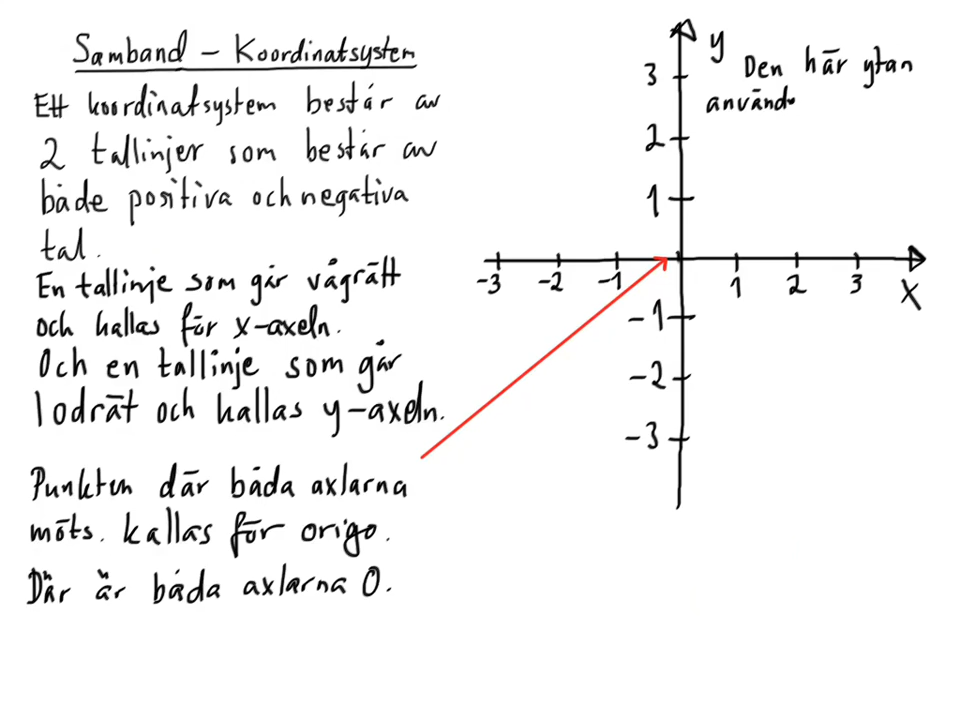 Samband - Koordinatsystem
Ett koordinatsystem består av
2 tallinjer som består av
både positiva och negativa
tal.
En tallinje som går vågrätt
och kallas för x-axeln.
Och en tallinje som går
lodrät och kallas y-axeln.
Punkten där båda axlarna
möts. kallas för origo.
Där är båda axlarna 0.
y
Den här ytan
använd
3
2
1
-3 -2 -1 1 2 3
x
-1
-2
-3